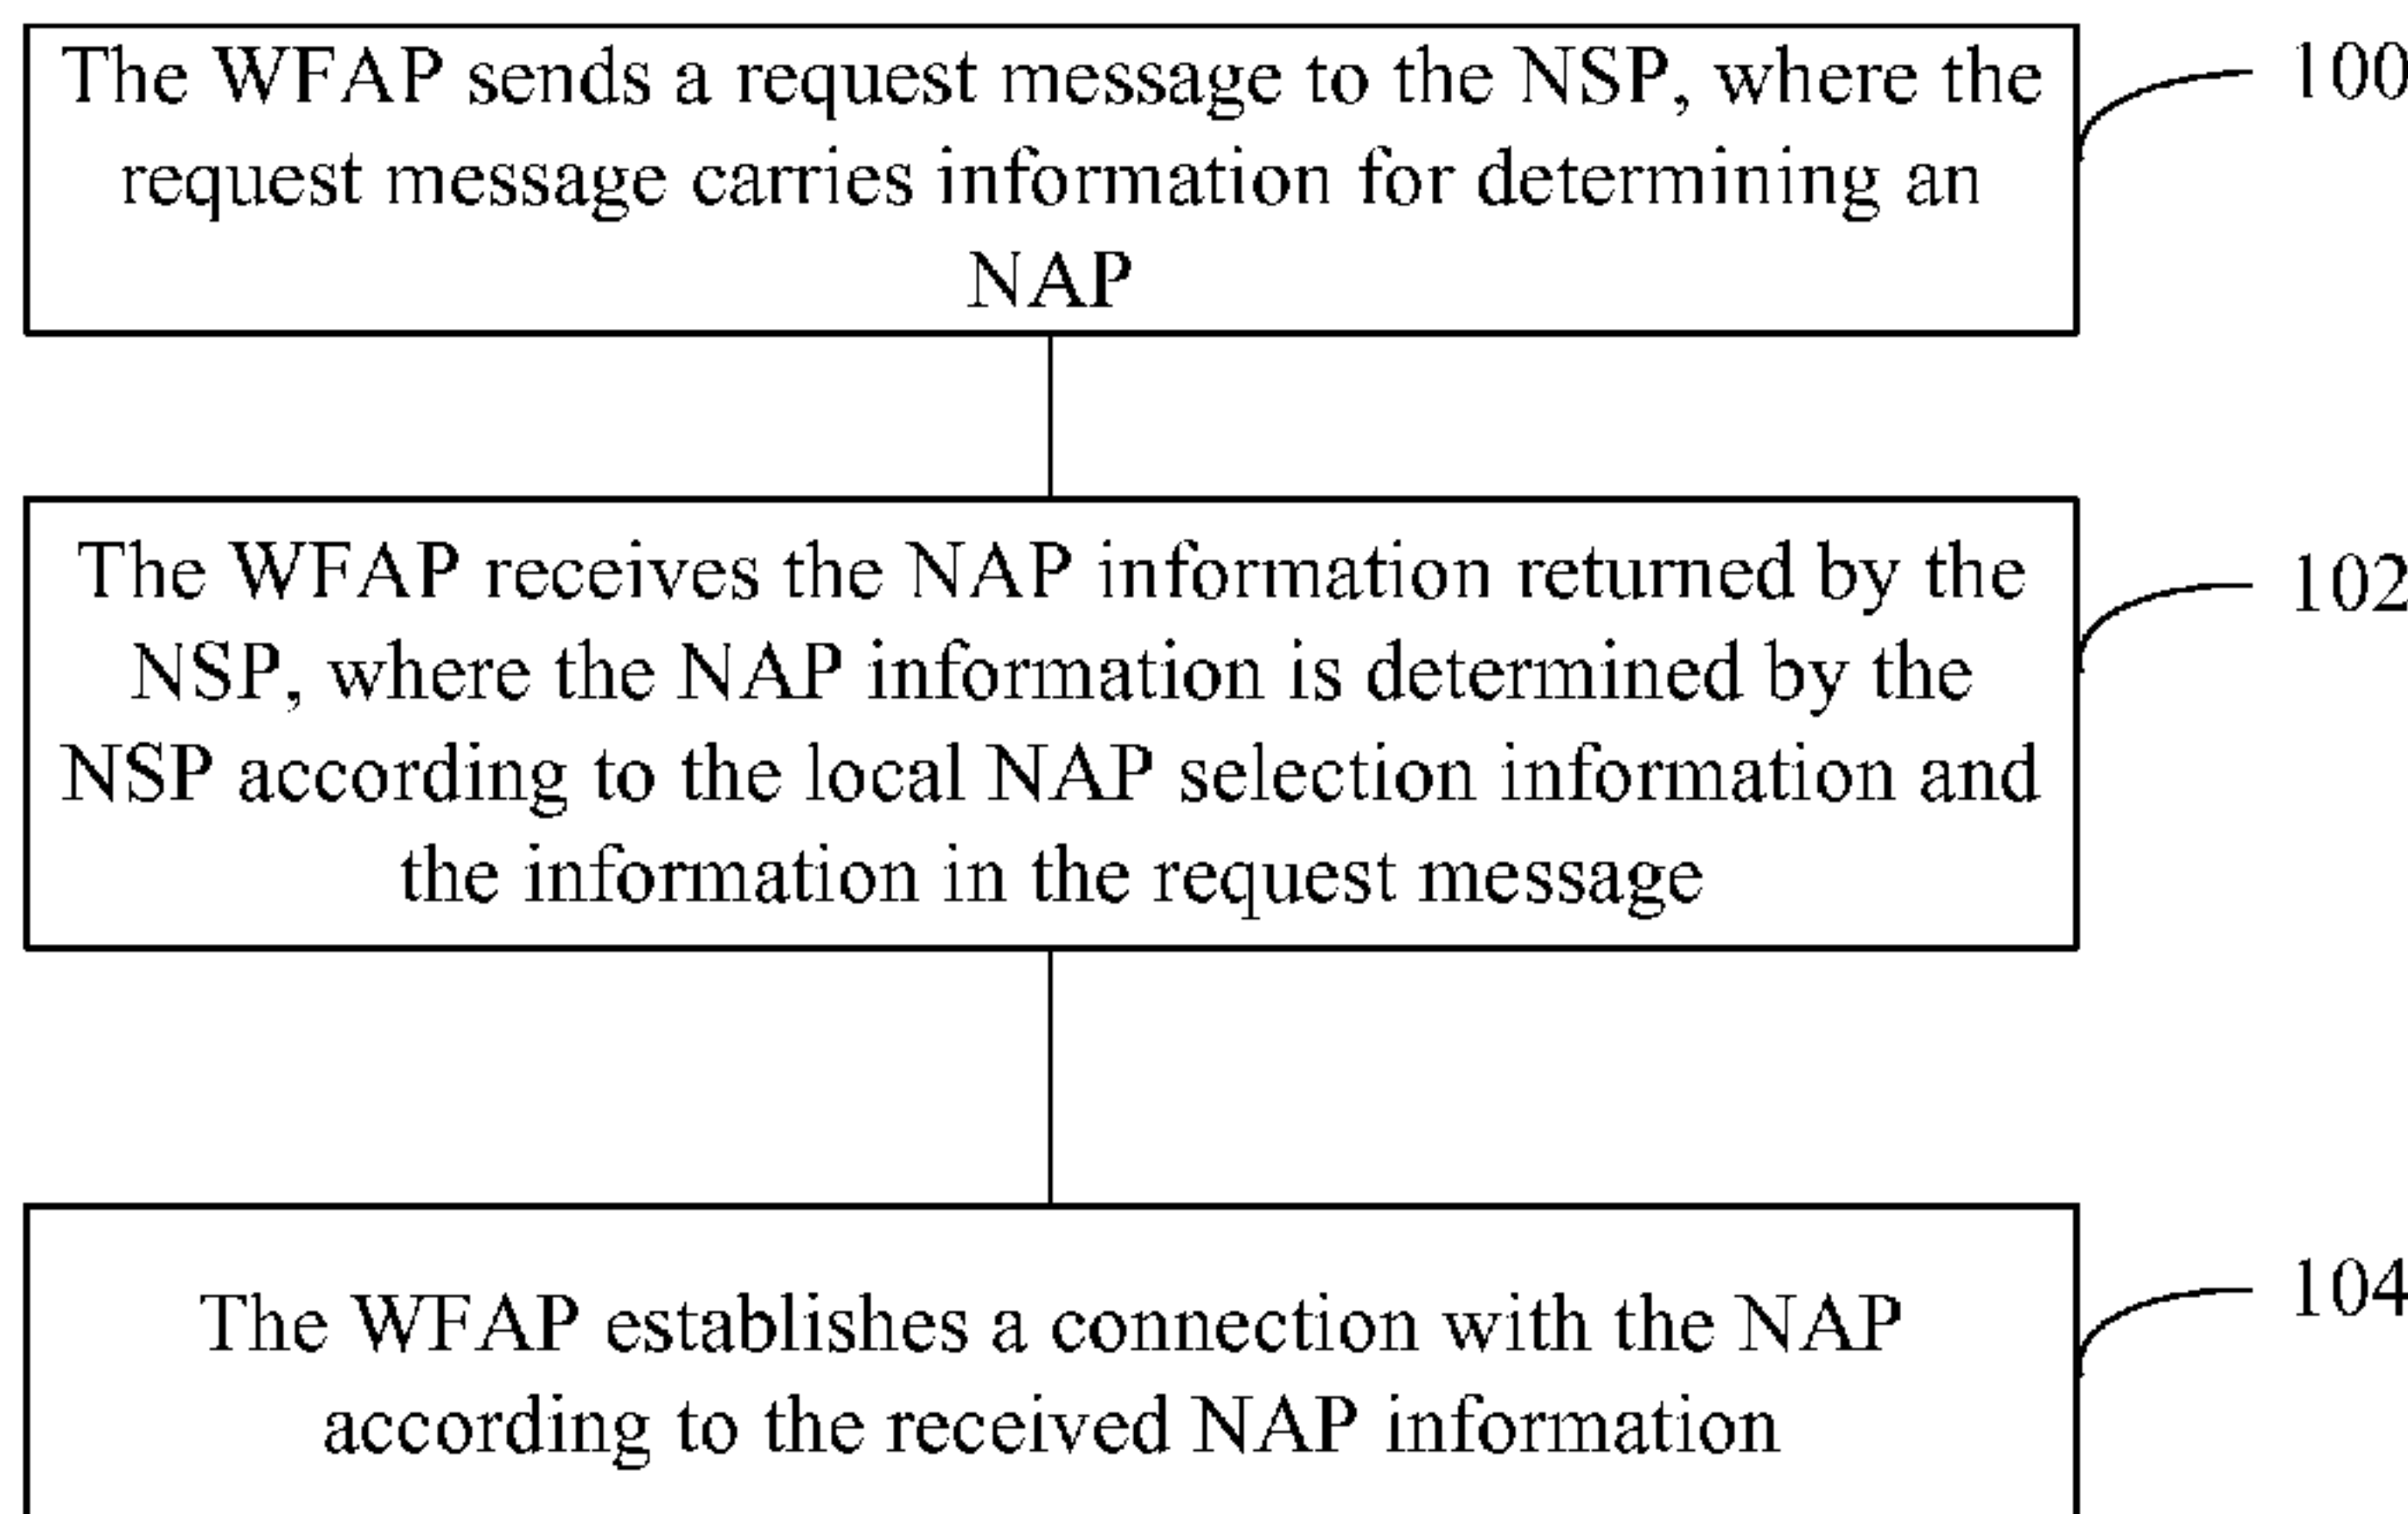 The WFAP sends a request message to the NSP, where the
100
request message carries information for determining an
NAP
The WFAP receives the NAP information returned by the
102
NSP, where the NAP information is determined by the
NSP according to the local NAP selection information and
the information in the request message
The WFAP establishes a connection with the NAP
104
according to the received NAP information